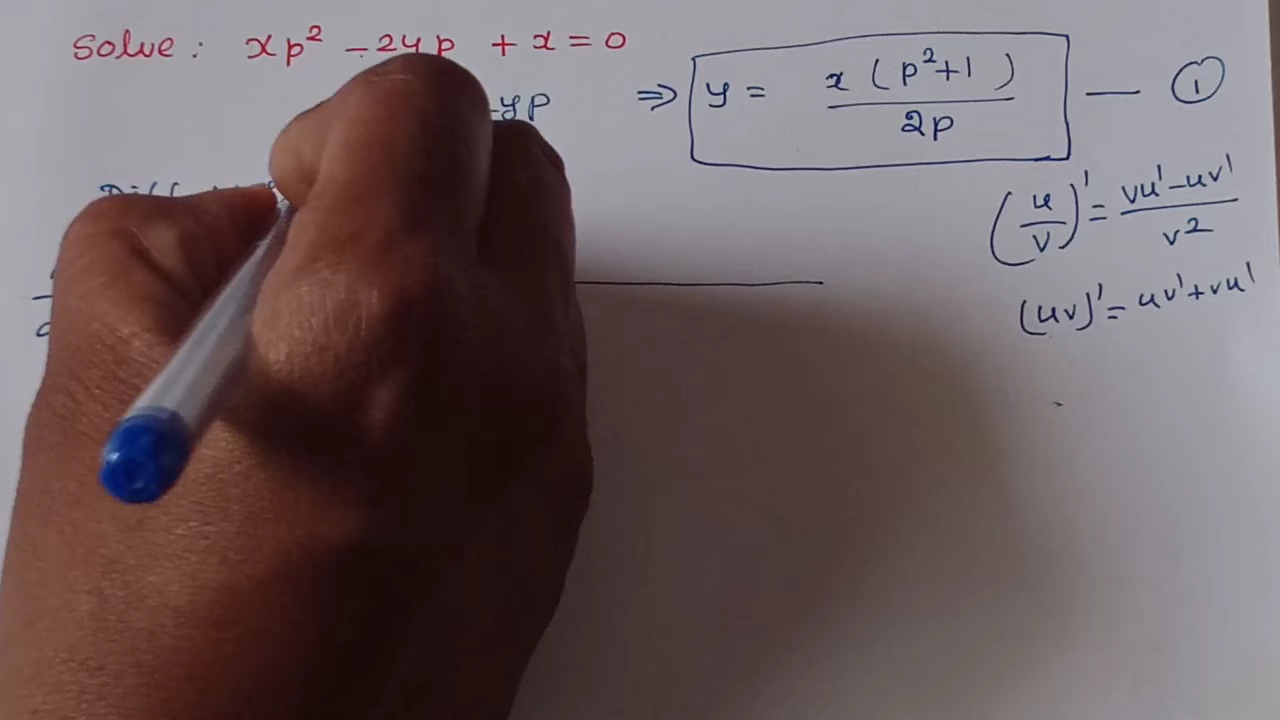 Solve: xp² - 2yp + x = 0
yp ⇒ y = x (p²+1) / 2p — ①
(u/v)' = vu'-uv' / v²
(uv)' = uv'+vu'